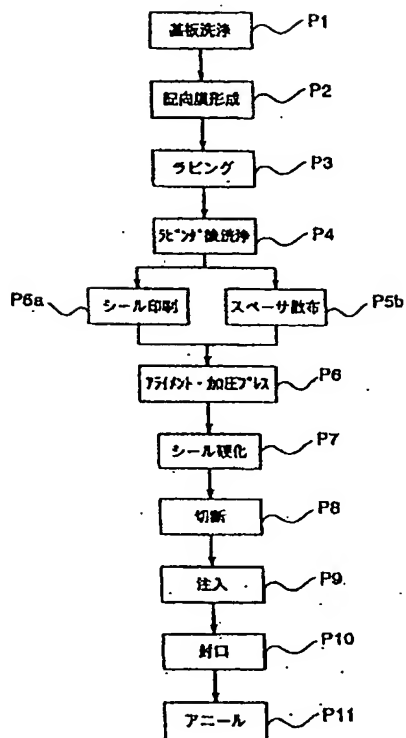 基板洗浄 P1
配向膜形成 P2
ラビング P3
ラビング後洗浄 P4
P6a シール印刷 スペーサ散布 P5b
アライメント・加圧プレス P6
シール硬化 P7
切断 P8
注入 P9
封口 P10
アニール P11